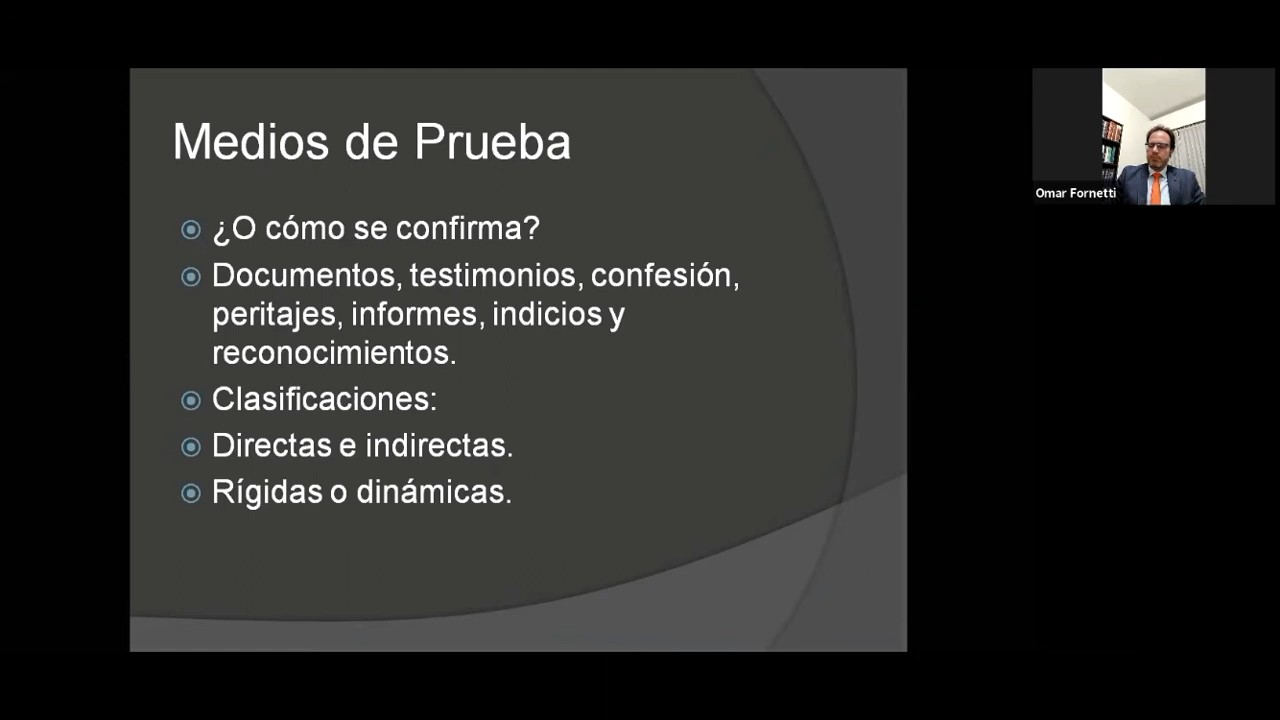 Medios de Prueba
¿O cómo se confirma?
Documentos, testimonios, confesión,
peritajes, informes, indicios y
reconocimientos.
Clasificaciones:
Directas e indirectas.
Rígidas o dinámicas.
Omar Fornetti